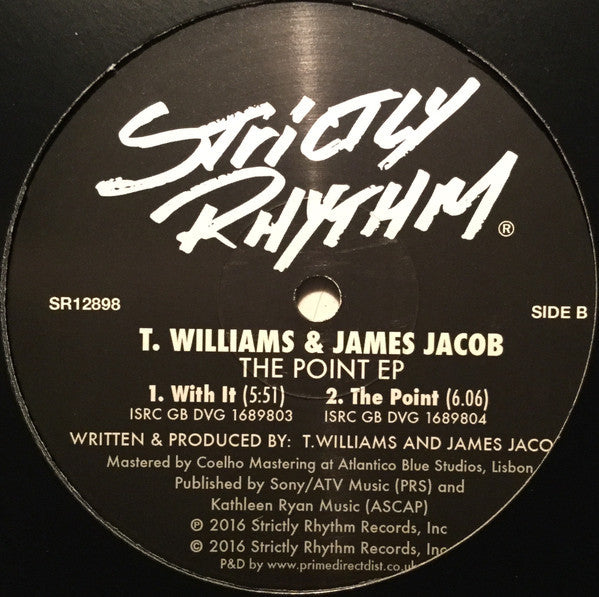 STRICTLY
RHYTHM ®
SR12898
SIDE B
T. WILLIAMS & JAMES JACOB
THE POINT EP
1. With It (5:51) 2. The Point (6.06)
ISRC GB DVG 1689803 ISRC GB DVG 1689804
WRITTEN & PRODUCED BY: T.WILLIAMS AND JAMES JACO
Mastered by Coelho Mastering at Atlantico Blue Studios, Lisbon
Published by Sony/ATV Music (PRS) and
Kathleen Ryan Music (ASCAP)
℗ 2016 Strictly Rhythm Records, Inc
© 2016 Strictly Rhythm Records, Inc
P&D by www.primedirectdist.co.uk